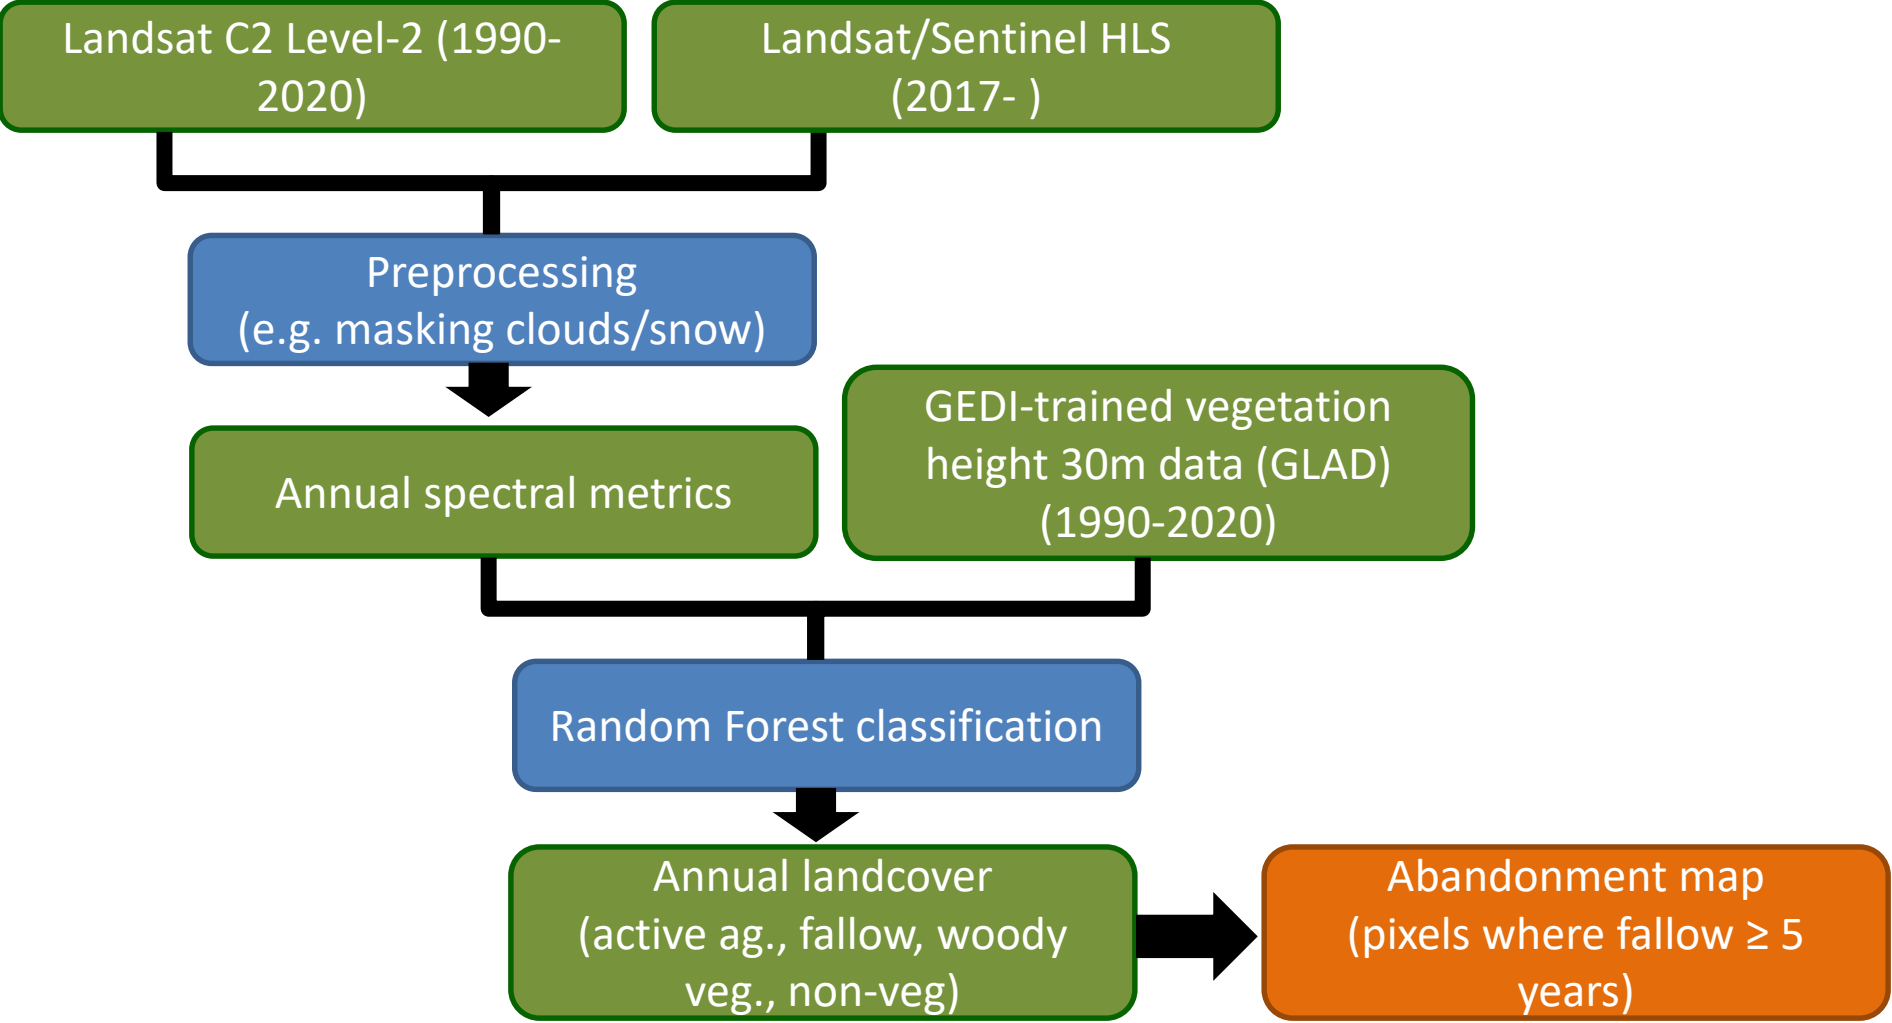 Landsat C2 Level-2 (1990-
2020)
Landsat/Sentinel HLS
(2017- )
Preprocessing
(e.g. masking clouds/snow)
Annual spectral metrics
GEDI-trained vegetation
height 30m data (GLAD)
(1990-2020)
Random Forest classification
Annual landcover
(active ag., fallow, woody
veg., non-veg)
Abandonment map
(pixels where fallow ≥ 5
years)